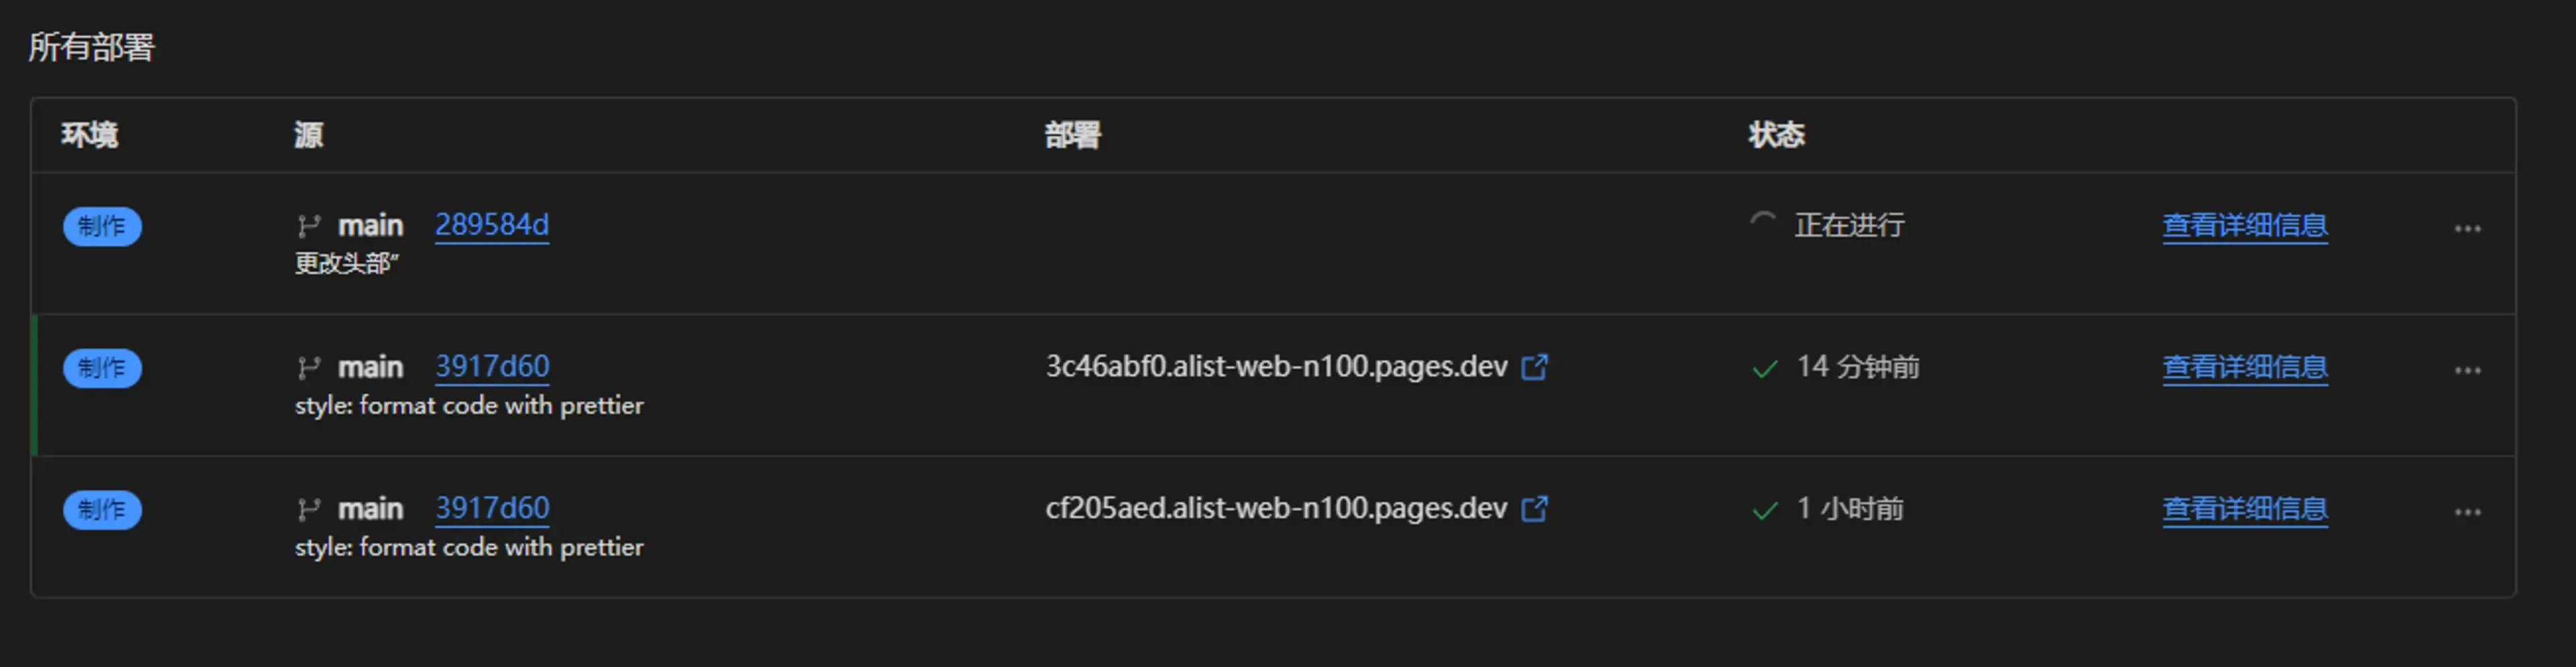 所有部署
环境 源 部署 状态
制作 main 289584d 正在进行 查看详细信息 ...
更改头部”
制作 main 3917d60 3c46abf0.alist-web-n100.pages.dev 14 分钟前 查看详细信息 ...
style: format code with prettier
制作 main 3917d60 cf205aed.alist-web-n100.pages.dev 1 小时前 查看详细信息 ...
style: format code with prettier